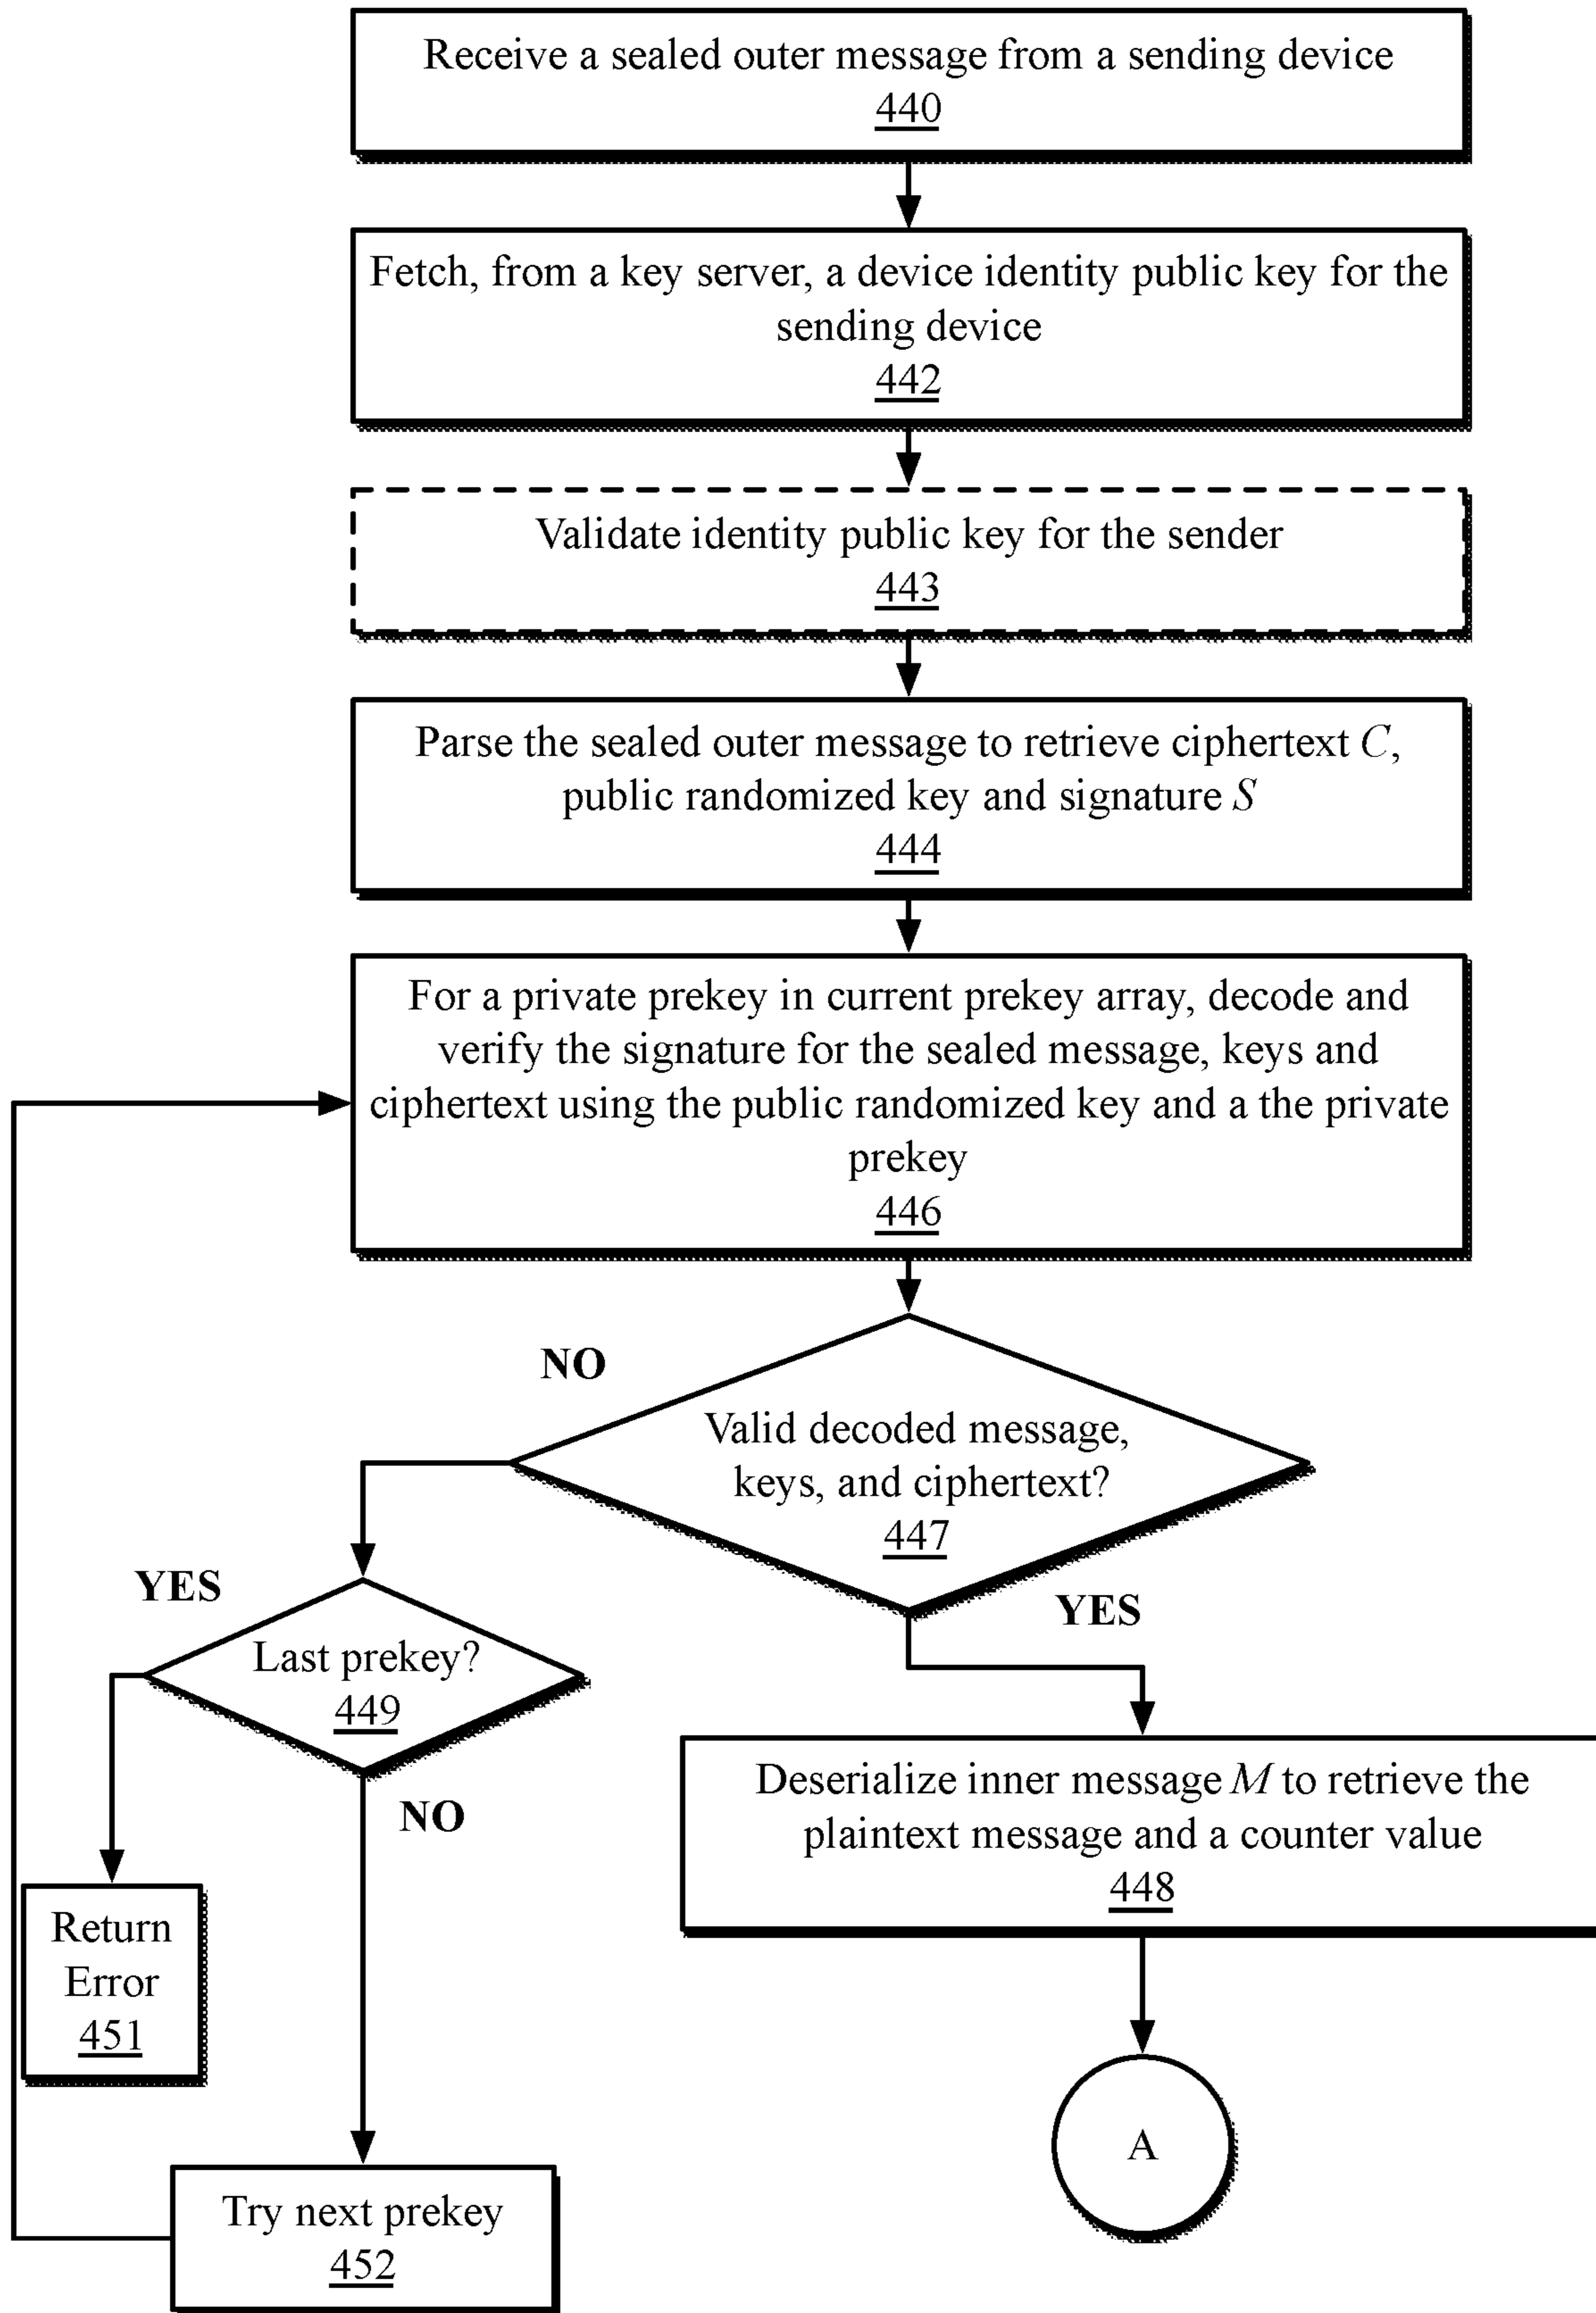 Receive a sealed outer message from a sending device
440
Fetch, from a key server, a device identity public key for the
sending device
442
Validate identity public key for the sender
443
Parse the sealed outer message to retrieve ciphertext C,
public randomized key and signature S
444
For a private prekey in current prekey array, decode and
verify the signature for the sealed message, keys and
ciphertext using the public randomized key and a the private
prekey
446
NO
Valid decoded message,
keys, and ciphertext?
447
YES
YES
Last prekey?
449
NO
Deserialize inner message M to retrieve the
plaintext message and a counter value
448
Return
Error
451
A
Try next prekey
452